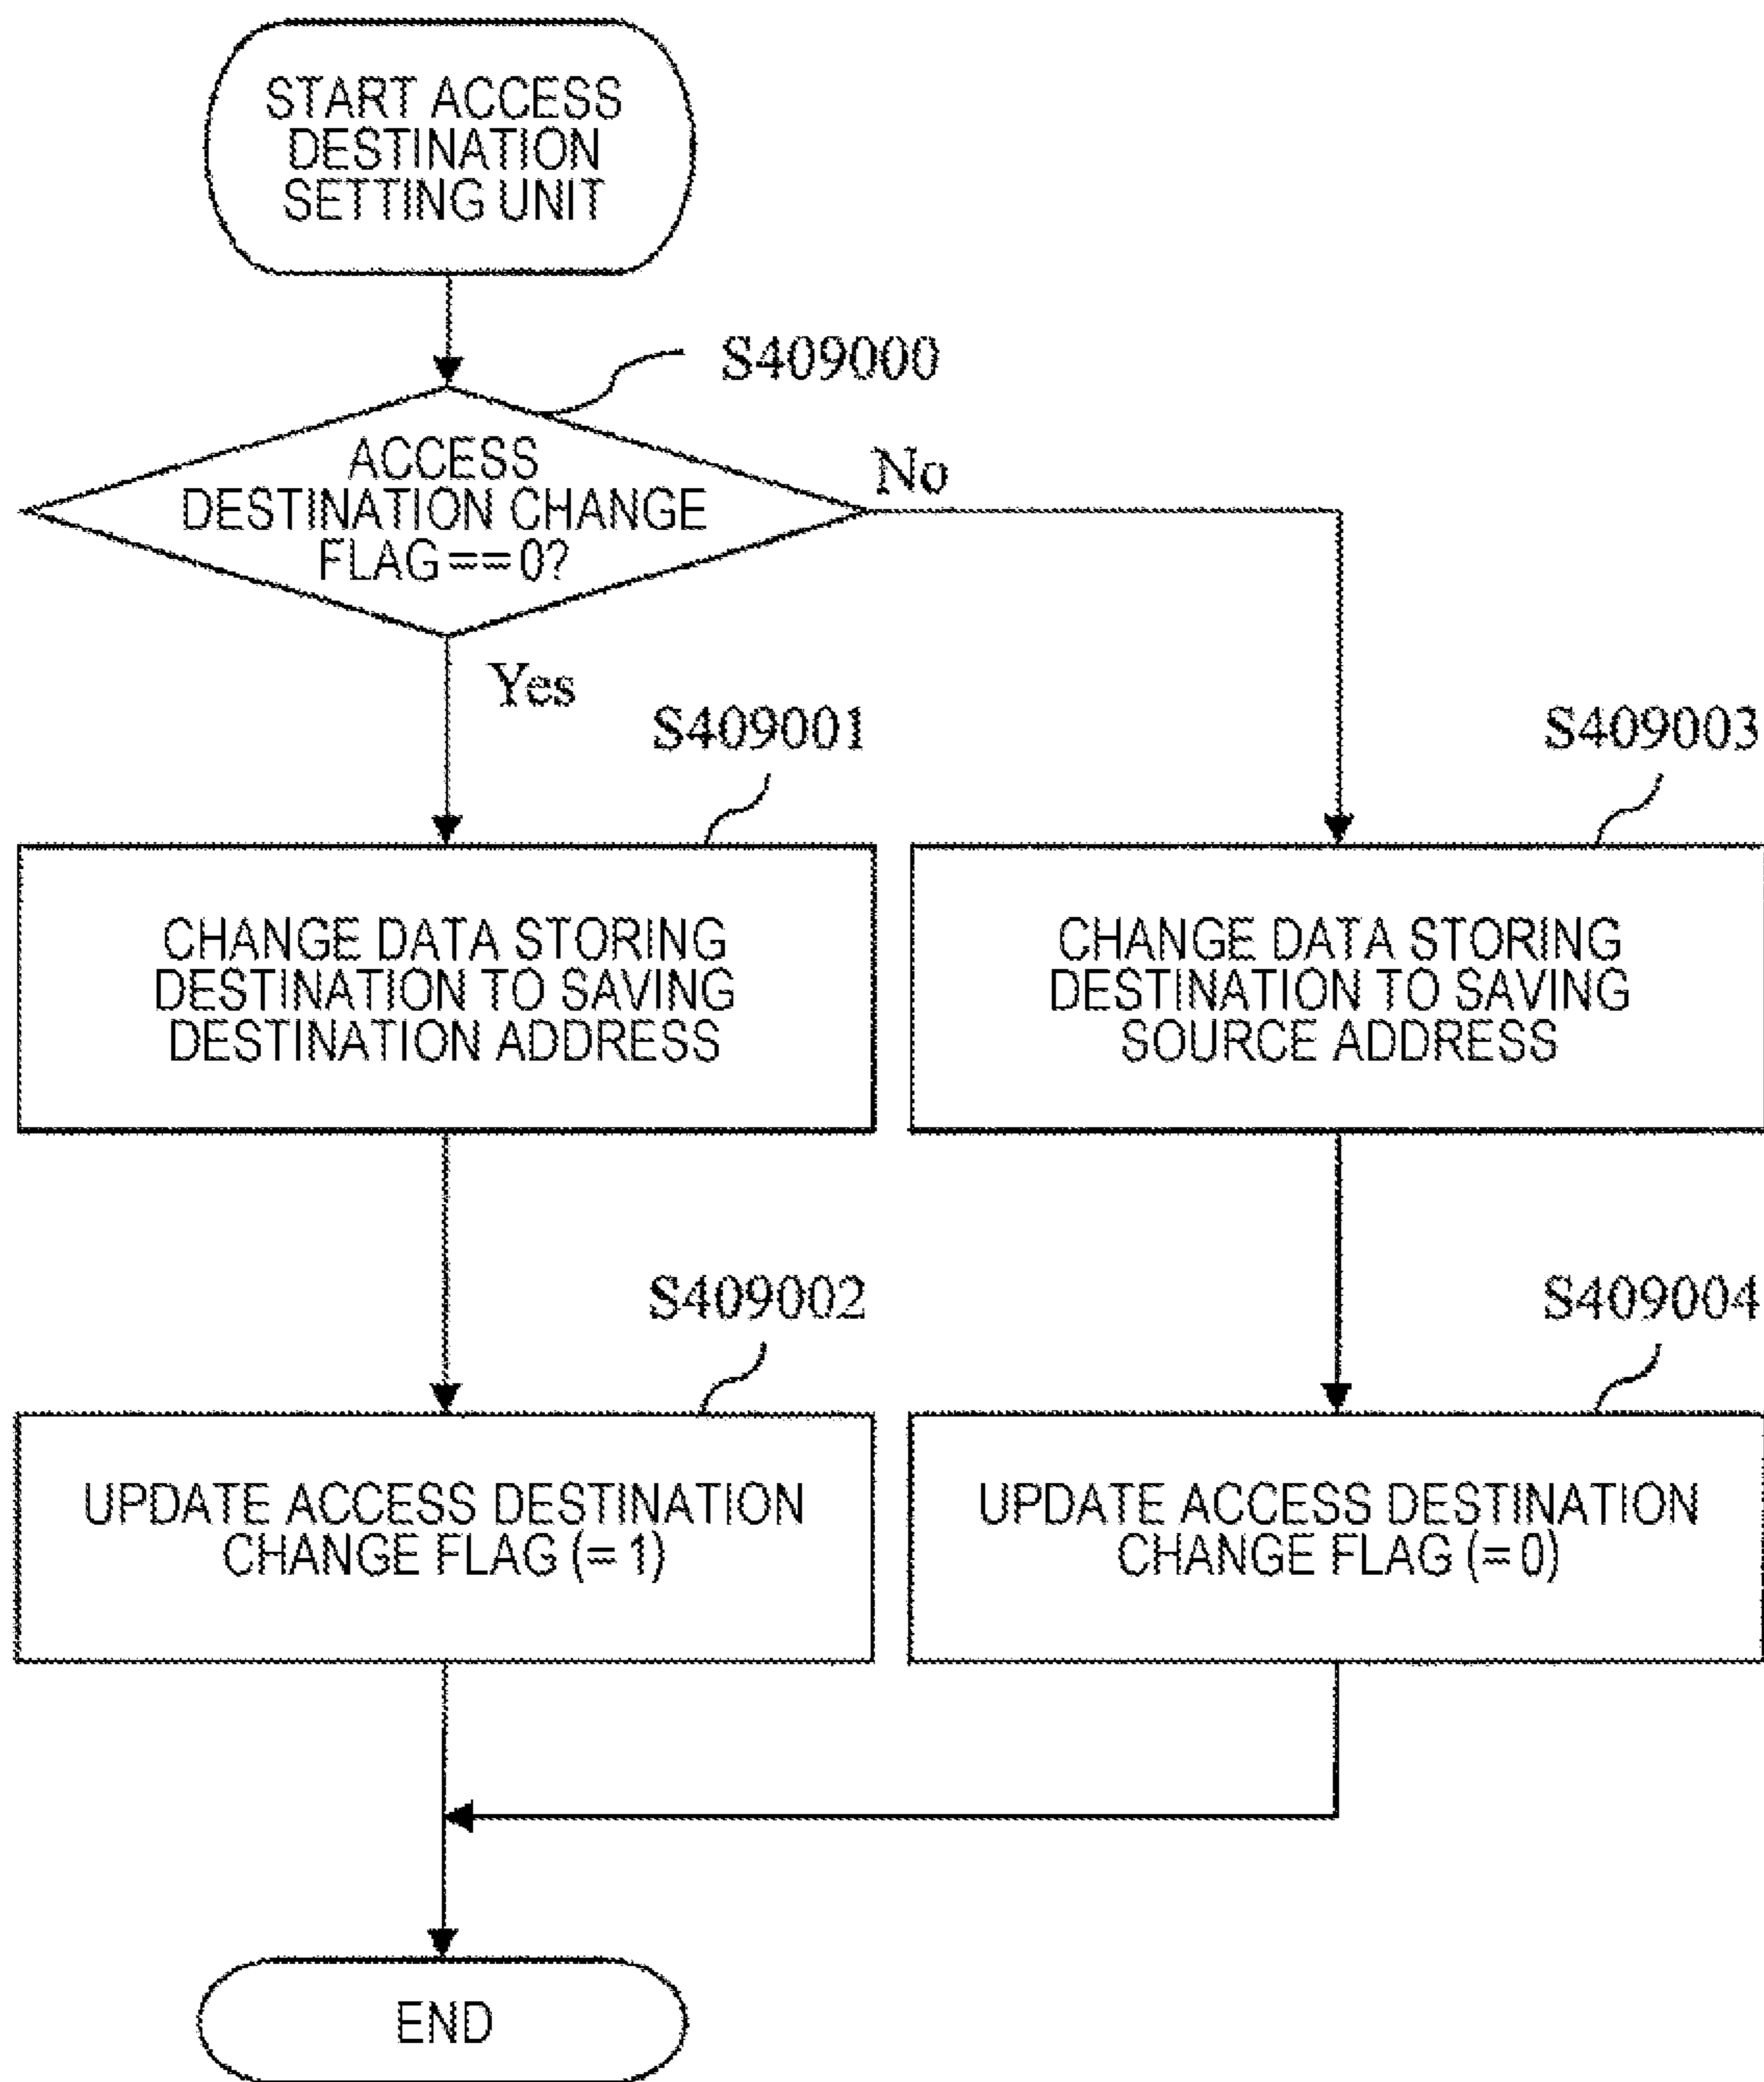 START ACCESS
DESTINATION
SETTING UNIT
S409000
ACCESS
DESTINATION CHANGE
FLAG == 0?
No
Yes
S409001
S409003
CHANGE DATA STORING
DESTINATION TO SAVING
DESTINATION ADDRESS
CHANGE DATA STORING
DESTINATION TO SAVING
SOURCE ADDRESS
S409002
S409004
UPDATE ACCESS DESTINATION
CHANGE FLAG (= 1)
UPDATE ACCESS DESTINATION
CHANGE FLAG (= 0)
END